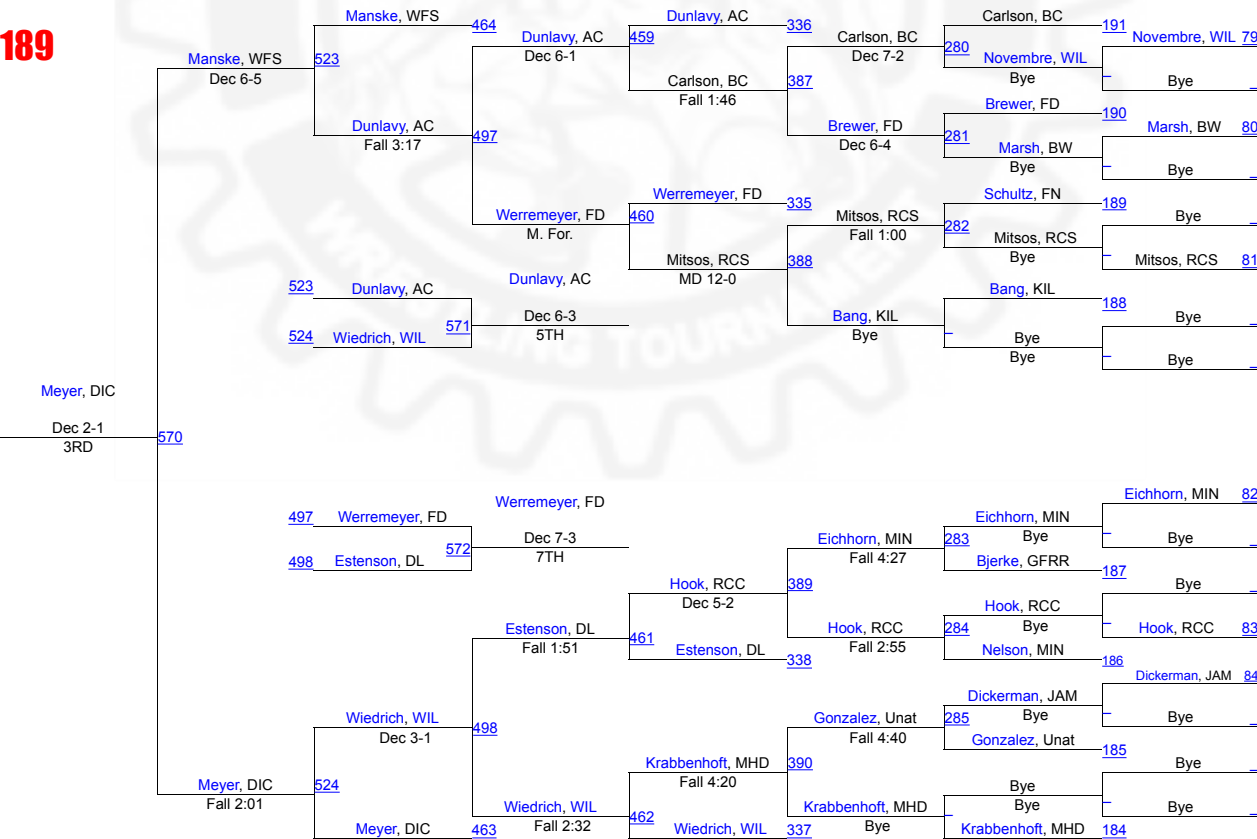 189
Manske, WFS
464
Dunlavy, AC
336
Carlson, BC
191
Dunlavy, AC
459
Dec 6-1
Carlson, BC
280
Dec 7-2
Novembre, WIL 79
Manske, WFS
523
Dec 6-5
Novembre, WIL
Bye
Bye
Carlson, BC
387
Fall 1:46
Brewer, FD
190
Dunlavy, AC
497
Fall 3:17
Brewer, FD
281
Dec 6-4
Marsh, BW 80
Marsh, BW
Bye
Bye
Werremeyer, FD
335
Schultz, FN
189
Werremeyer, FD
460
M. For.
Mitsos, RCS
282
Fall 1:00
Bye
Mitsos, RCS
Bye
Mitsos, RCS 81
Mitsos, RCS
388
MD 12-0
Dunlavy, AC
523
Dunlavy, AC
Bang, KIL
188
571
Dec 6-3
5TH
Bang, KIL
Bye
Bye
524
Wiedrich, WIL
Bye
Bye
Bye
WRESTLING TOURNAMENT
Meyer, DIC
Dec 2-1
3RD
570
Eichhorn, MIN 82
Werremeyer, FD
497
Werremeyer, FD
Eichhorn, MIN
Bye
Bye
572
Dec 7-3
7TH
Eichhorn, MIN
283
Fall 4:27
498
Estenson, DL
Bjerke, GFRR
187
Hook, RCC
389
Dec 5-2
Bye
Hook, RCC
Bye
Estenson, DL
461
Fall 1:51
Hook, RCC
284
Fall 2:55
Hook, RCC 83
Estenson, DL
338
Nelson, MIN
186
Dickerman, JAM 84
Dickerman, JAM
Bye
Bye
Wiedrich, WIL
498
Dec 3-1
Gonzalez, Unat
285
Fall 4:40
Gonzalez, Unat
185
Krabbenhoft, MHD
390
Fall 4:20
Bye
Meyer, DIC
524
Fall 2:01
Bye
Bye
Wiedrich, WIL
462
Fall 2:32
Krabbenhoft, MHD
Bye
Bye
Meyer, DIC
463
Wiedrich, WIL
337
Krabbenhoft, MHD
184